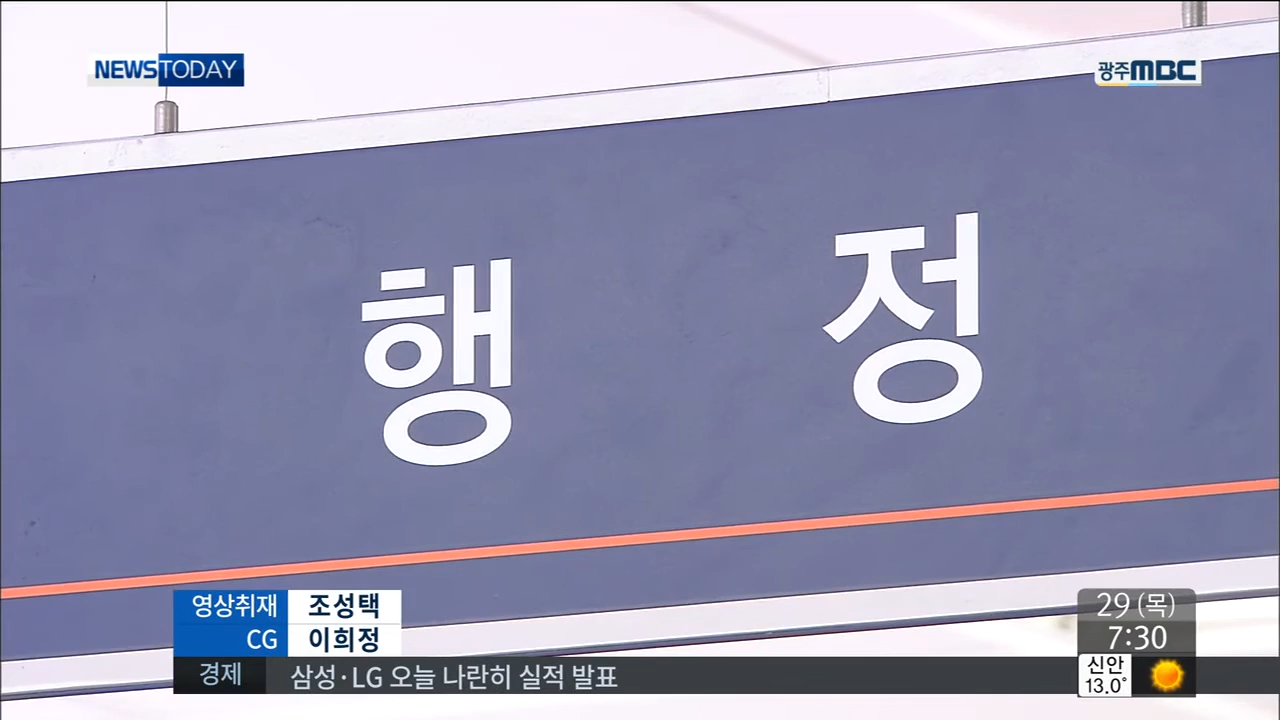 NEWSTODAY
광주MBC
행 정
영상취재 조성택
CG 이희정
29 (목)
7:30
경제 삼성·LG 오늘 나란히 실적 발표
신안
13.0°